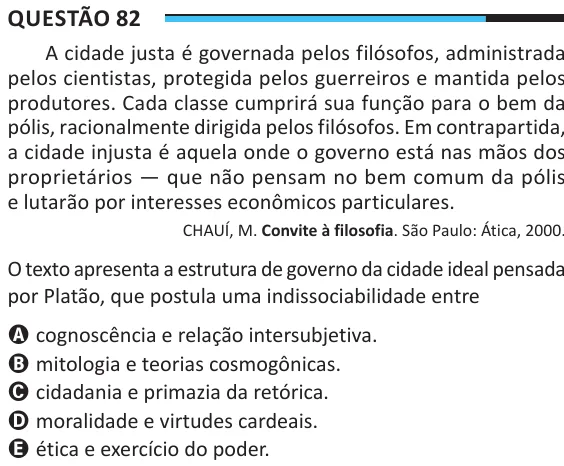 QUESTÃO 82
A cidade justa é governada pelos filósofos, administrada
pelos cientistas, protegida pelos guerreiros e mantida pelos
produtores. Cada classe cumprirá sua função para o bem da
pólis, racionalmente dirigida pelos filósofos. Em contrapartida,
a cidade injusta é aquela onde o governo está nas mãos dos
proprietários — que não pensam no bem comum da pólis
e lutarão por interesses econômicos particulares.
CHAUÍ, M. Convite à filosofia. São Paulo: Ática, 2000.
O texto apresenta a estrutura de governo da cidade ideal pensada
por Platão, que postula uma indissociabilidade entre
A cognoscência e relação intersubjetiva.
B mitologia e teorias cosmogônicas.
C cidadania e primazia da retórica.
D moralidade e virtudes cardeais.
E ética e exercício do poder.